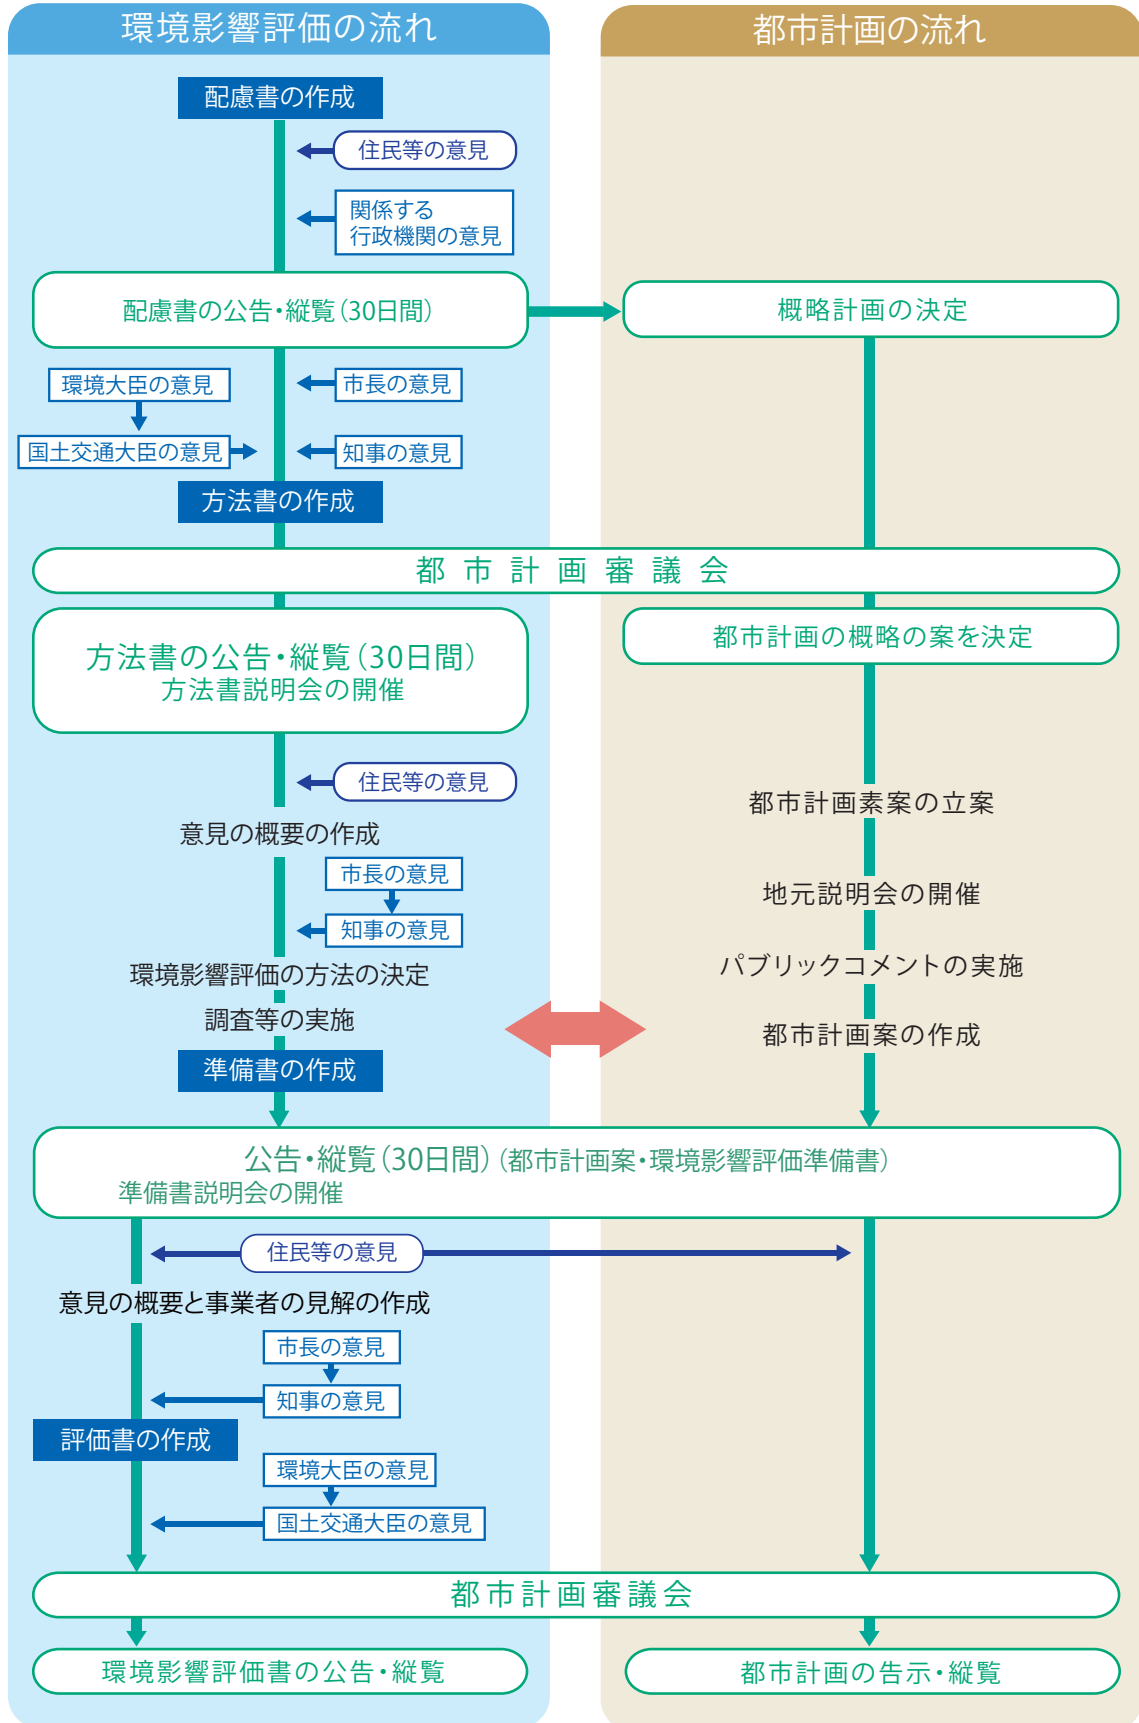 環境影響評価の流れ
都市計画の流れ
配慮書の作成
住民等の意見
関係する
行政機関の意見
配慮書の公告・縦覧（30日間）
概略計画の決定
環境大臣の意見
市長の意見
国土交通大臣の意見
知事の意見
方法書の作成
都市計画審議会
方法書の公告・縦覧（30日間）
方法書説明会の開催
都市計画の概略の案を決定
住民等の意見
都市計画素案の立案
意見の概要の作成
市長の意見
地元説明会の開催
知事の意見
環境影響評価の方法の決定
パブリックコメントの実施
調査等の実施
都市計画案の作成
準備書の作成
公告・縦覧（30日間）（都市計画案・環境影響評価準備書）
準備書説明会の開催
住民等の意見
意見の概要と事業者の見解の作成
市長の意見
知事の意見
評価書の作成
環境大臣の意見
国土交通大臣の意見
都市計画審議会
環境影響評価書の公告・縦覧
都市計画の告示・縦覧